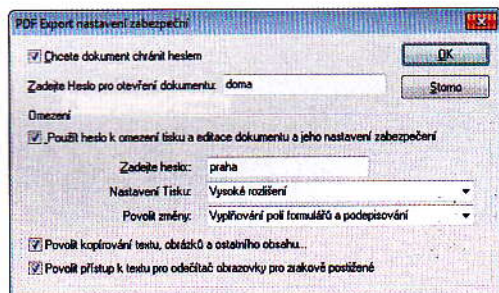 PDF Export nastavení zabezpeční
Chcete dokument chránit heslem
OK
Zadejte Heslo pro otevření dokumentu: doma
Storno
Omezení
Použít heslo k omezení tisku a editace dokumentu a jeho nastavení zabezpečení
Zadejte heslo:: praha
Nastavení Tisku: Vysoké rozlišení
Povolit změny: Vyplňování polí formulářů a podepisování
Povolit kopírování textu, obrázků a ostatního obsahu...
Povolit přístup k textu pro odečítač obrazovky pro zrakově postižené